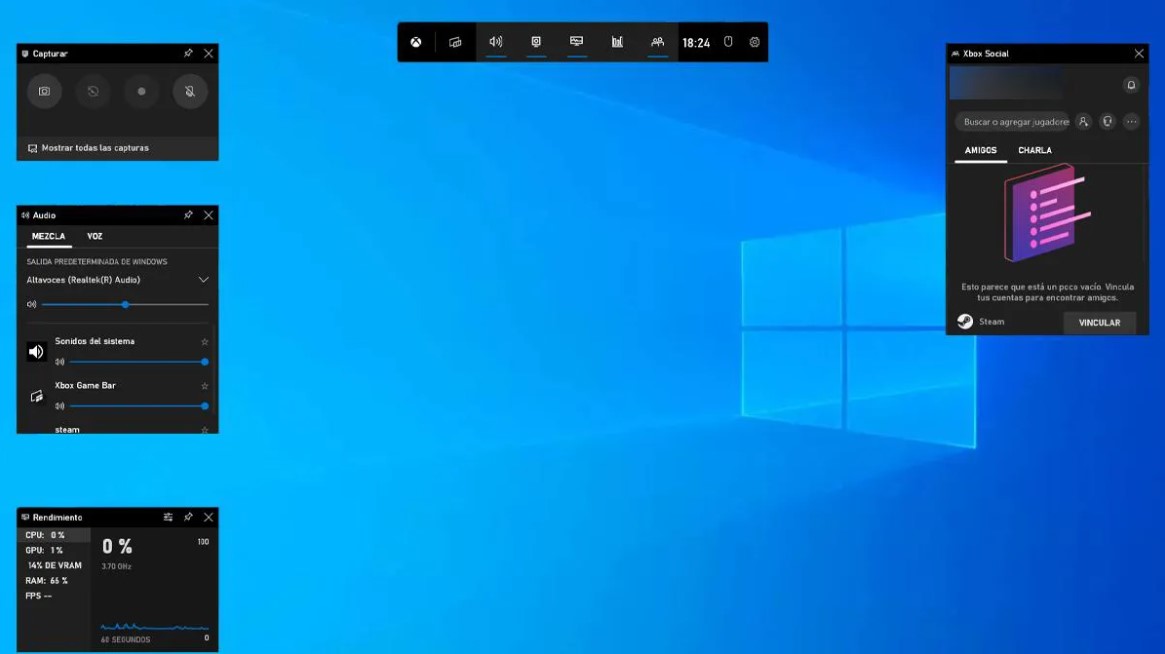 18:24
Capturar
Mostrar todas las capturas
Audio
MEZCLA VOZ
SALIDA PREDETERMINADA DE WINDOWS
Altavoces (Realtek(R) Audio)
Sonidos del sistema
Xbox Game Bar
steam
Rendimiento
CPU: 0 %
GPU: 1 %
14% DE VRAM
RAM: 66 %
FPS --
0 % 100
3.70 GHz
60 SEGUNDOS 0
Xbox Social
Buscar o agregar jugadores
AMIGOS CHARLA
Esto parece que está un poco vacío. Vincula
tus cuentas para encontrar amigos.
Steam VINCULAR